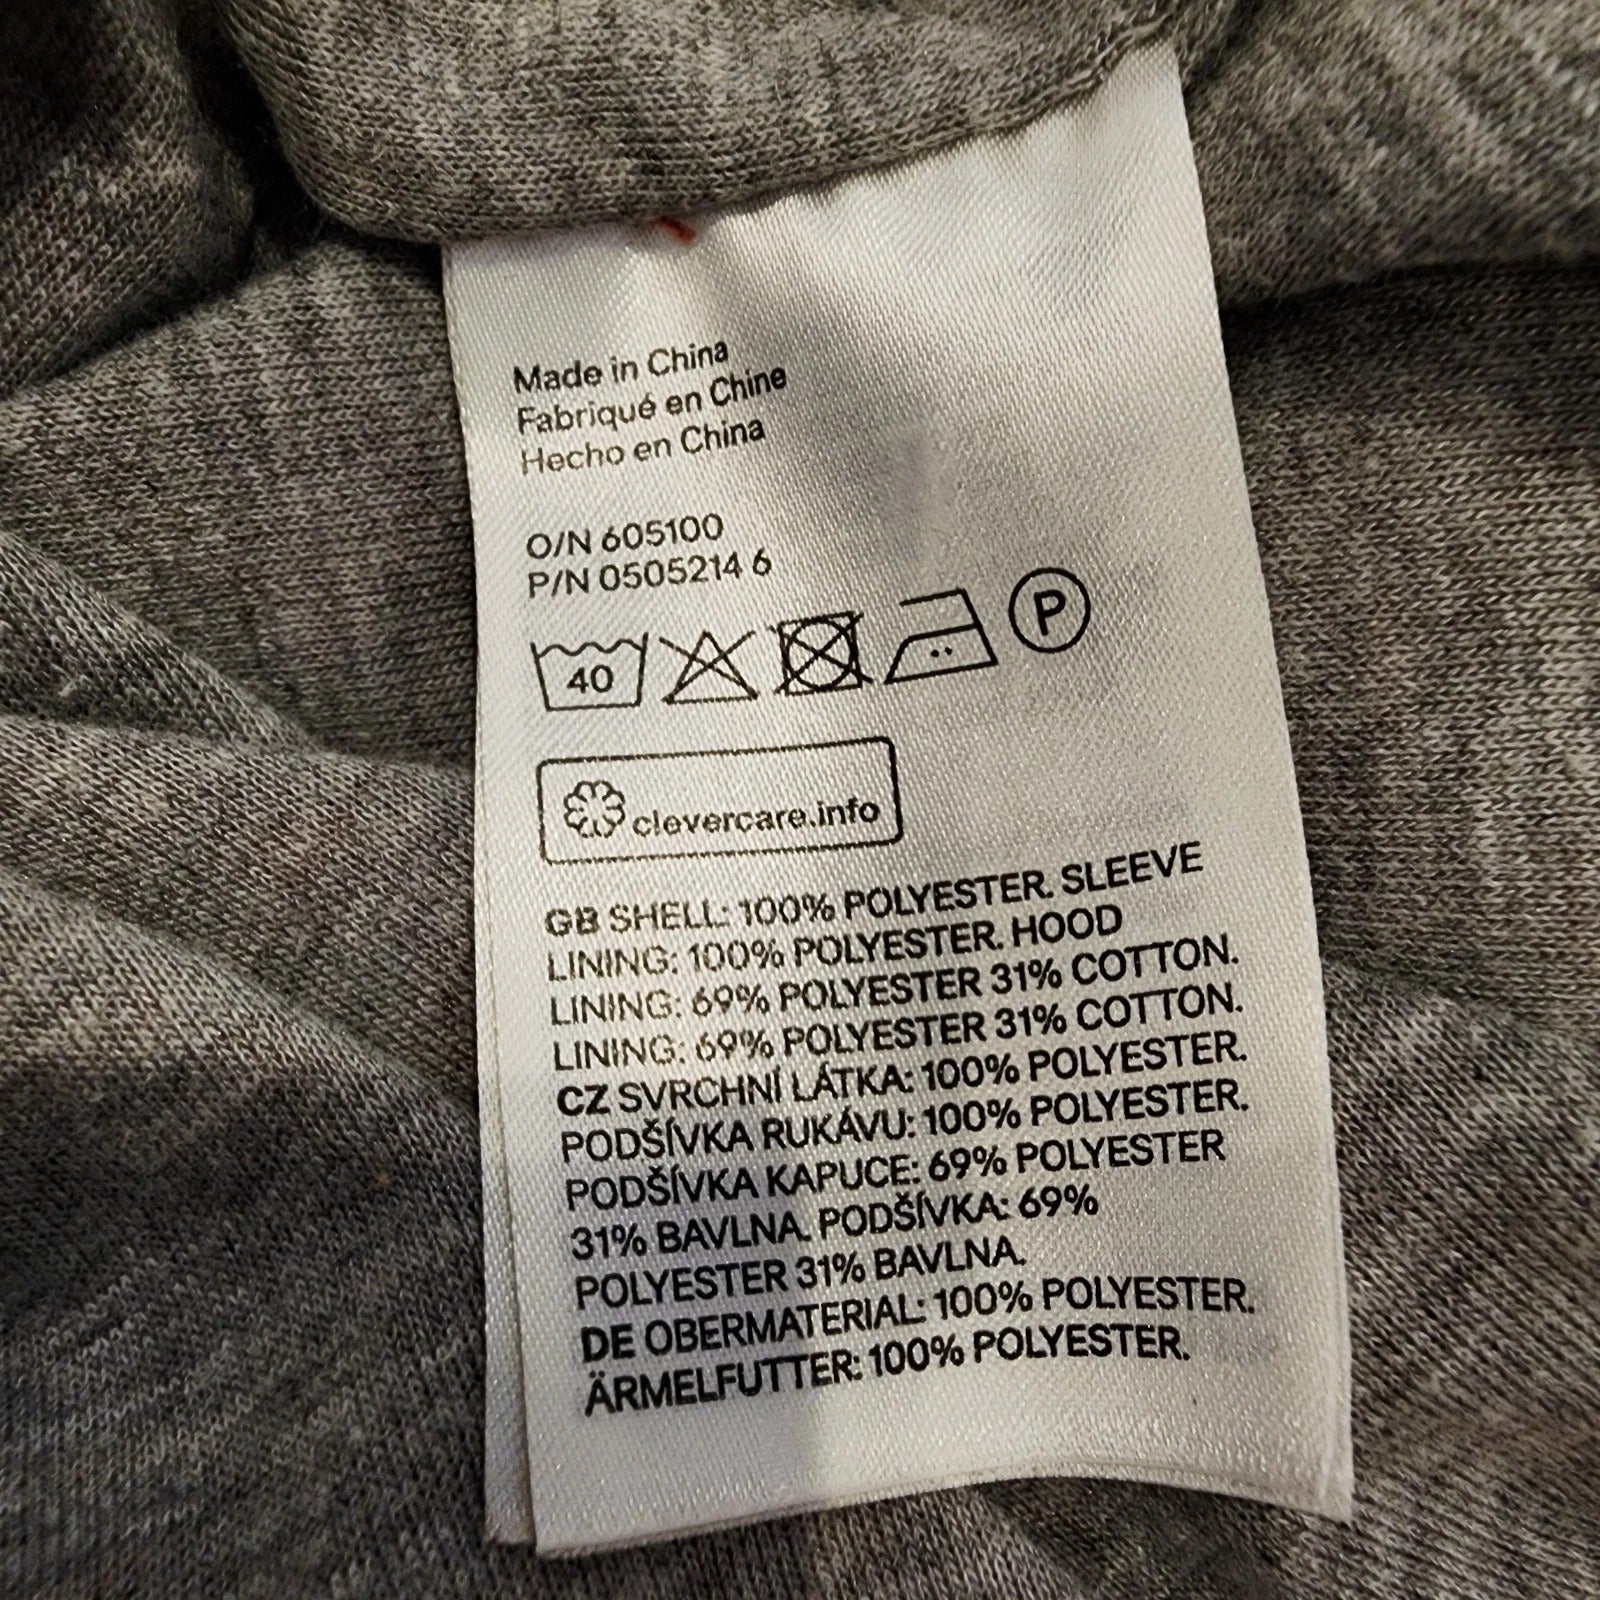 Made in China
Fabriqué en Chine
Hecho en China
O/N 605100
P/N 0505214 6
40
P
clevercare.info
GB SHELL: 100% POLYESTER. SLEEVE
LINING: 100% POLYESTER. HOOD
LINING: 69% POLYESTER 31% COTTON.
LINING: 69% POLYESTER 31% COTTON.
CZ SVRCHNÍ LÁTKA: 100% POLYESTER.
PODŠÍVKA RUKÁVU: 100% POLYESTER.
PODŠÍVKA KAPUCE: 69% POLYESTER
31% BAVLNA. PODŠÍVKA: 69%
POLYESTER 31% BAVLNA.
DE OBERMATERIAL: 100% POLYESTER.
ÄRMELFUTTER: 100% POLYESTER.